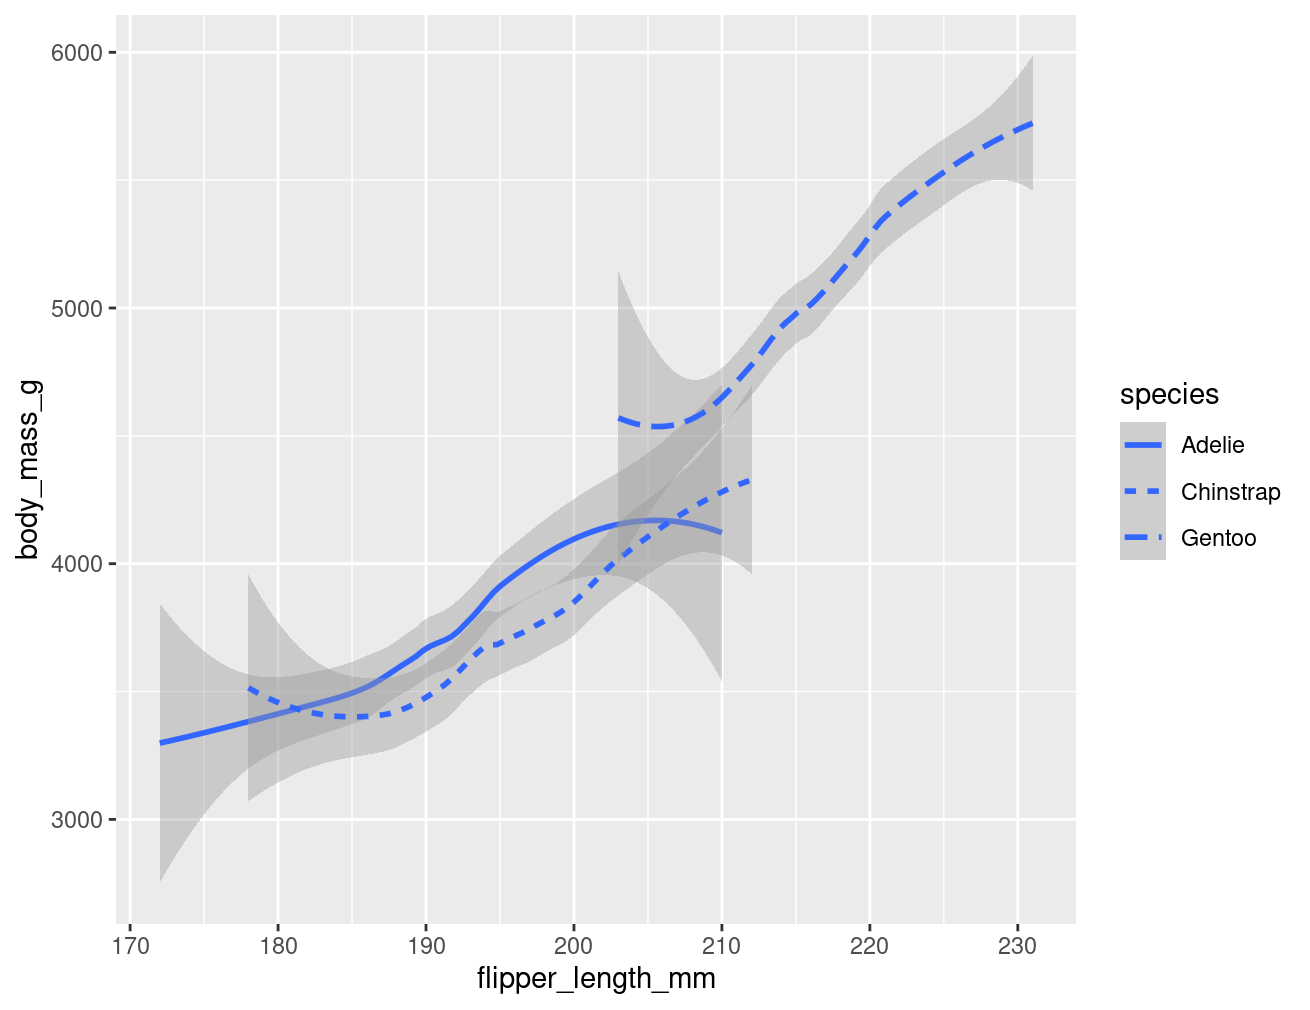 6000
5000
4000
3000
body_mass_g
170 180 190 200 210 220 230
flipper_length_mm
species
Adelie
Chinstrap
Gentoo